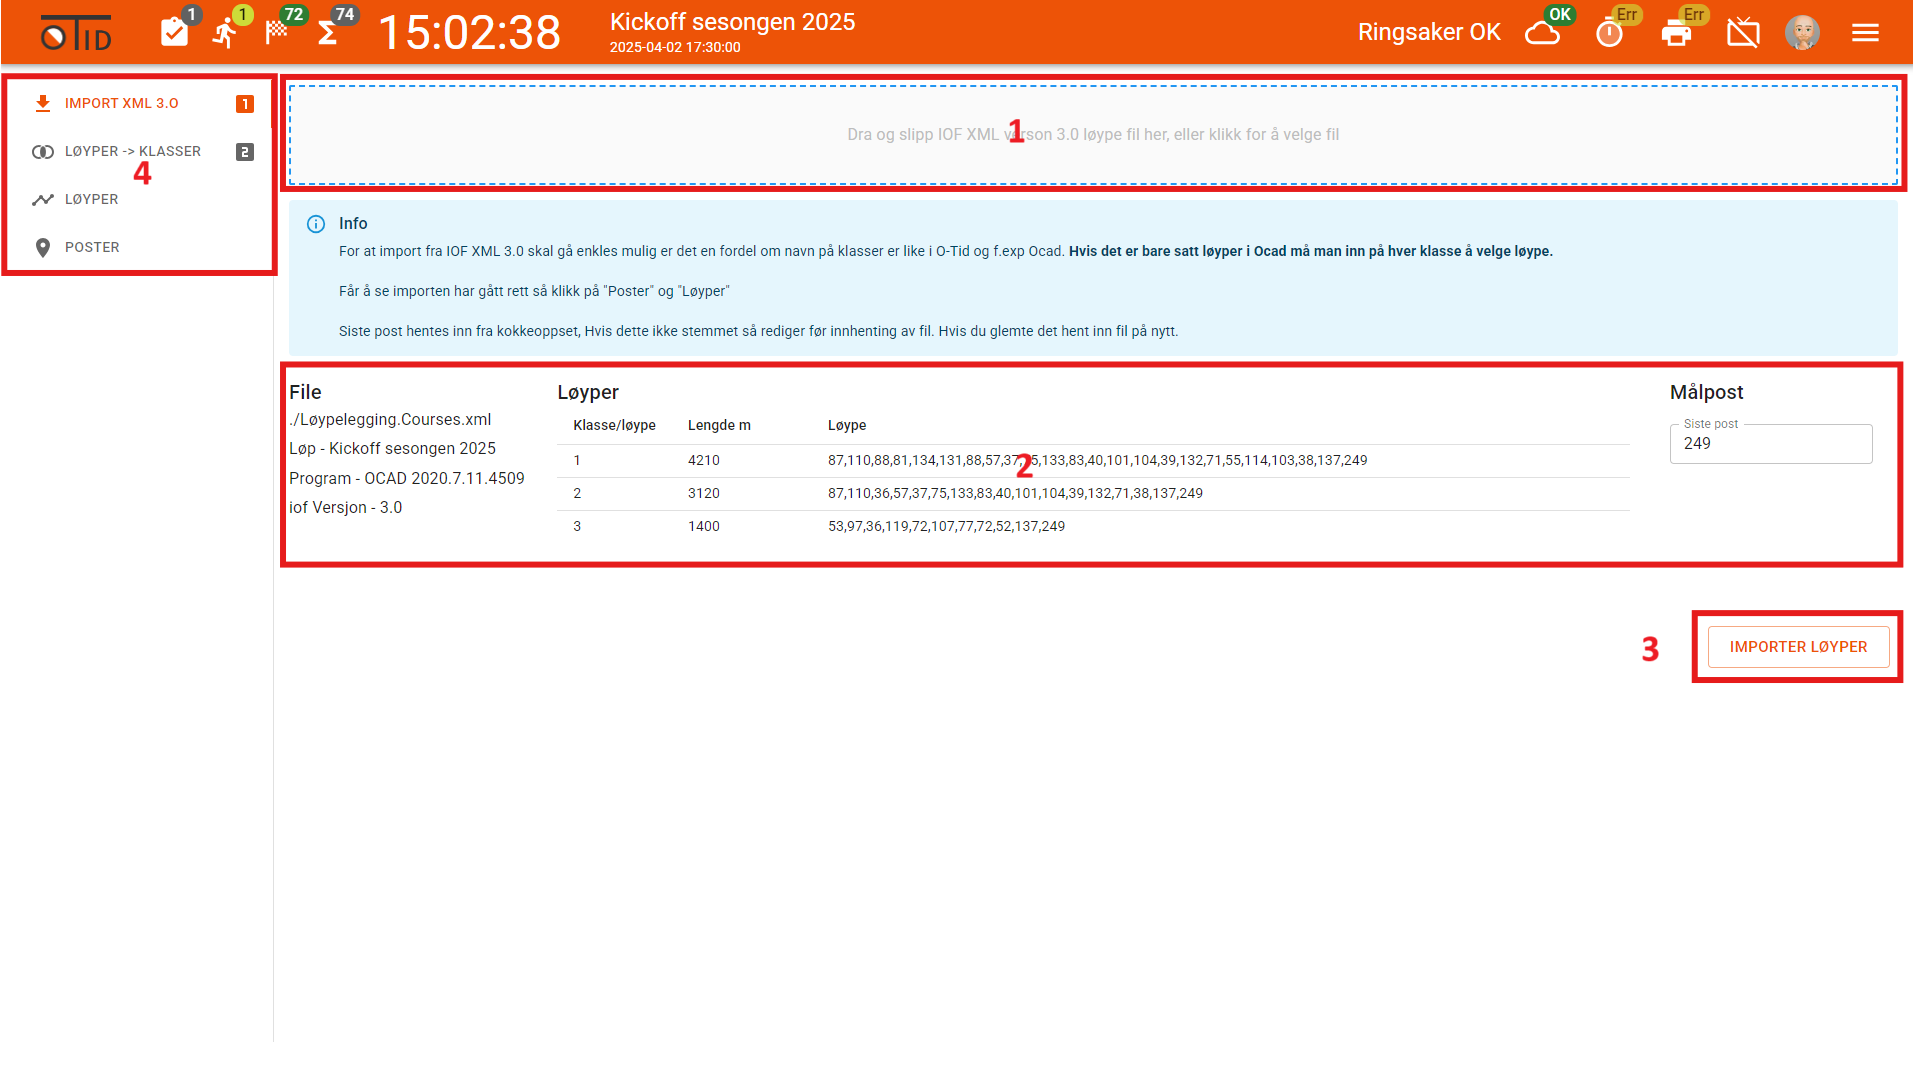 OTID
1
1
72
74
15:02:38
Kickoff sesongen 2025
2025-04-02 17:30:00
Ringsaker OK
OK
Err
Err
IMPORT XML 3.O
1
LØYPER -> KLASSER
2
4
LØYPER
POSTER
Dra og slipp IOF XML verson 3.0 løype fil her, eller klikk for å velge fil
1
Info
For at import fra IOF XML 3.0 skal gå enkles mulig er det en fordel om navn på klasser er like i O-Tid og f.exp Ocad. Hvis det er bare satt løyper i Ocad må man inn på hver klasse å velge løype.
Får å se importen har gått rett så klikk på "Poster" og "Løyper"
Siste post hentes inn fra kokkeoppset, Hvis dette ikke stemmet så rediger før innhenting av fil. Hvis du glemte det hent inn fil på nytt.
File
./Løypelegging.Courses.xml
Løp - Kickoff sesongen 2025
Program - OCAD 2020.7.11.4509
iof Versjon - 3.0
Løyper
Klasse/løype Lengde m Løype
1 4210 87,110,88,81,134,131,88,57,37,75,133,83,40,101,104,39,132,71,55,114,103,38,137,249
2
2 3120 87,110,36,57,37,75,133,83,40,101,104,39,132,71,38,137,249
3 1400 53,97,36,119,72,107,77,72,52,137,249
Målpost
Siste post
249
3
IMPORTER LØYPER